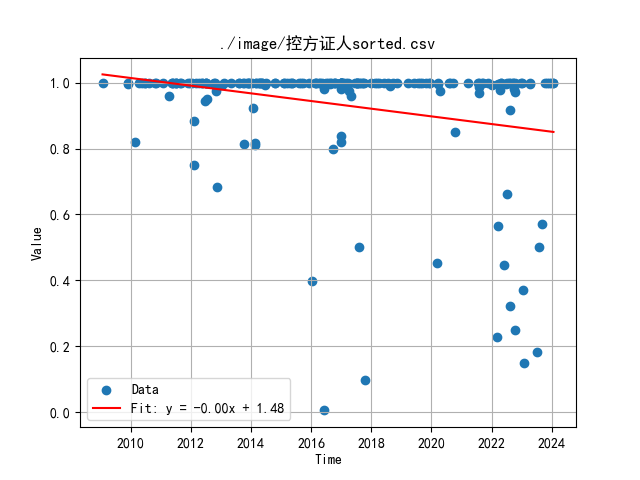 ./image/控方证人sorted.csv
Value
1.0
0.8
0.6
0.4
0.2
0.0
Data
Fit: y = -0.00x + 1.48
2010 2012 2014 2016 2018 2020 2022 2024
Time